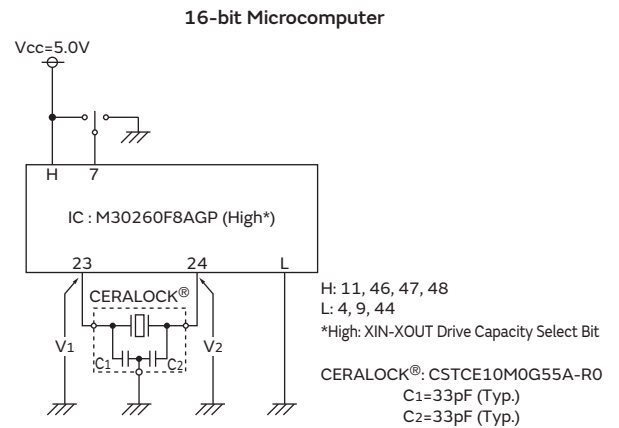 16-bit Microcomputer
Vcc=5.0V
H 7
IC : M30260F8AGP (High*)
23 24 L
CERALOCK®
V1 C1 C2 V2
H: 11, 46, 47, 48
L: 4, 9, 44
*High: XIN-XOUT Drive Capacity Select Bit
CERALOCK®: CSTCE10M0G55A-R0
C1=33pF (Typ.)
C2=33pF (Typ.)